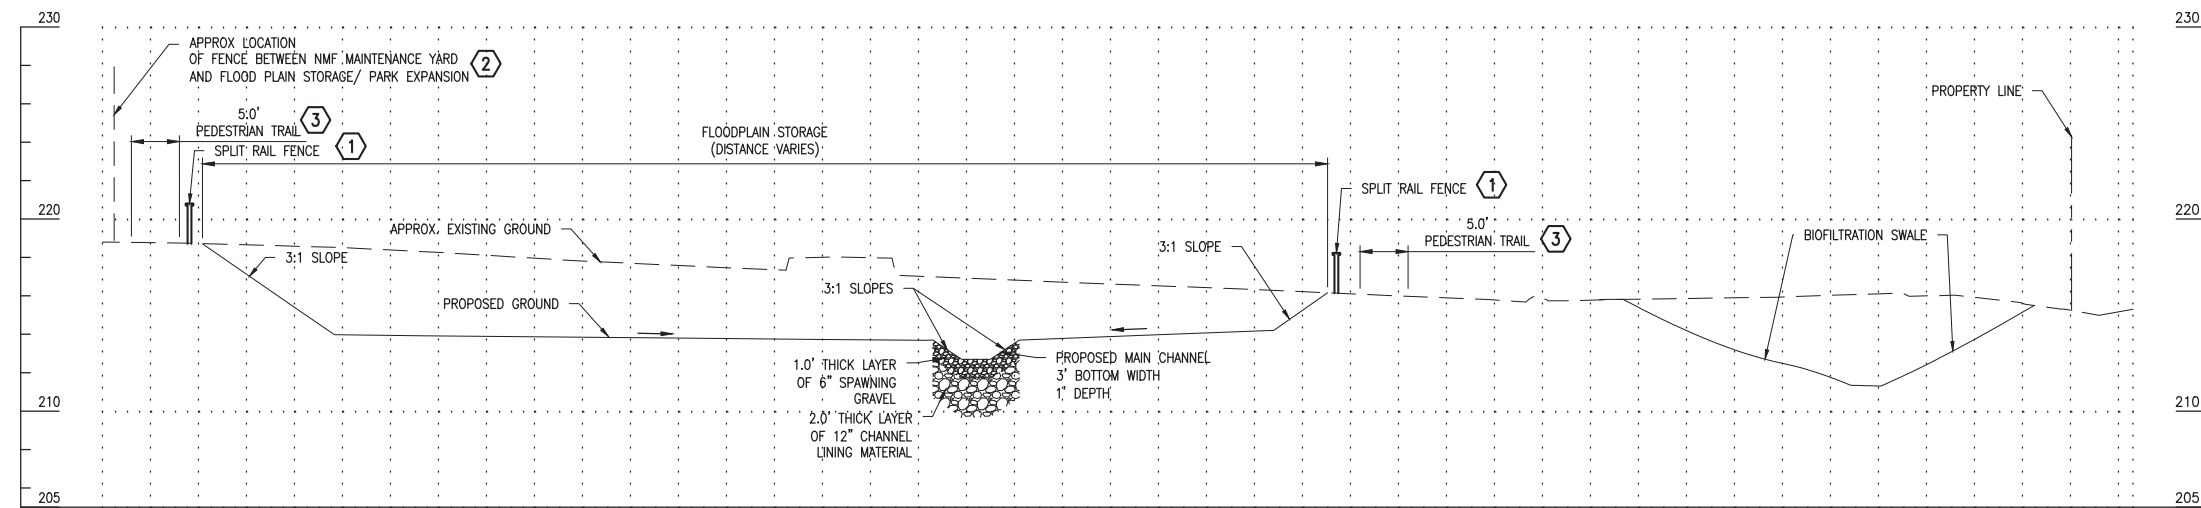 230
230
APPROX LOCATION
OF FENCE BETWEEN NMF MAINTENANCE YARD
AND FLOOD PLAIN STORAGE/ PARK EXPANSION
2
PROPERTY LINE
5.0'
PEDESTRIAN TRAIL
3
SPLIT RAIL FENCE
1
FLOODPLAIN STORAGE
(DISTANCE VARIES)
SPLIT RAIL FENCE
1
220
220
APPROX. EXISTING GROUND
5.0'
PEDESTRIAN TRAIL
3
BIOFILTRATION SWALE
3:1 SLOPE
3:1 SLOPE
3:1 SLOPES
PROPOSED GROUND
1.0' THICK LAYER
OF 6" SPAWNING
GRAVEL
PROPOSED MAIN CHANNEL
3' BOTTOM WIDTH
1' DEPTH
2.0' THICK LAYER
OF 12" CHANNEL
LINING MATERIAL
210
210
205
205